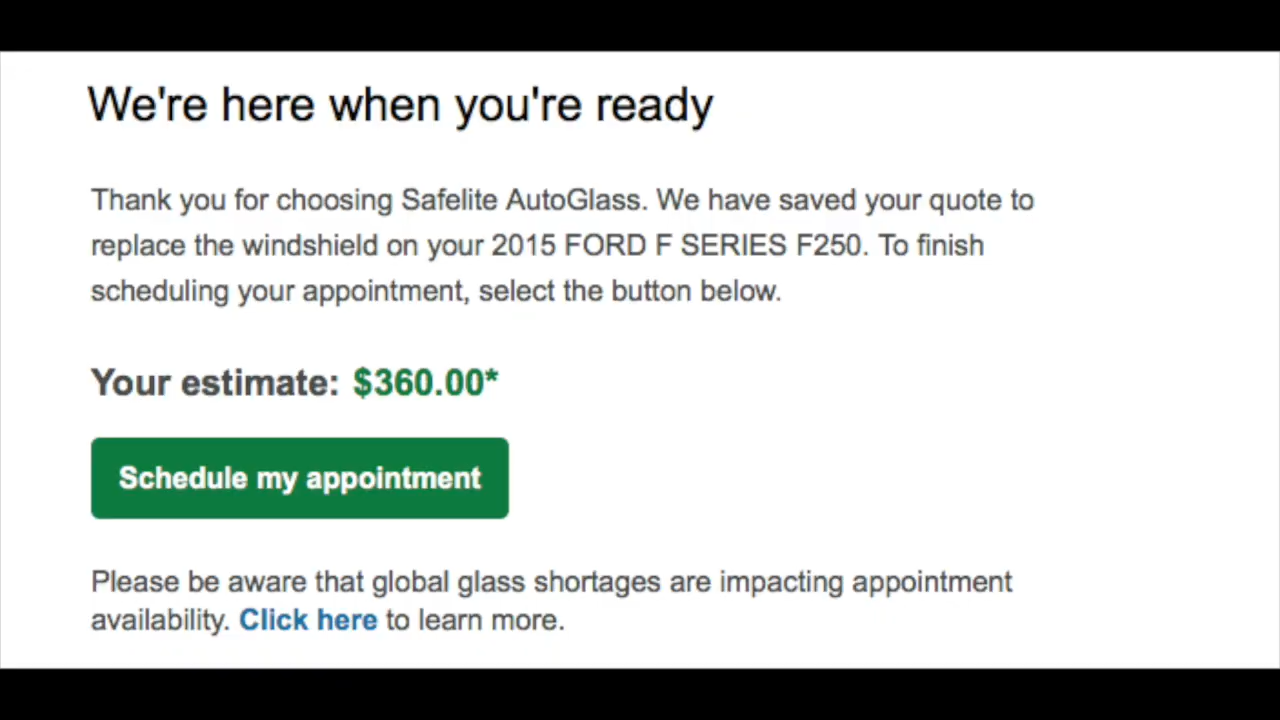 We're here when you're ready
Thank you for choosing Safelite AutoGlass. We have saved your quote to
replace the windshield on your 2015 FORD F SERIES F250. To finish
scheduling your appointment, select the button below.
Your estimate: $360.00*
Schedule my appointment
Please be aware that global glass shortages are impacting appointment
availability. Click here to learn more.